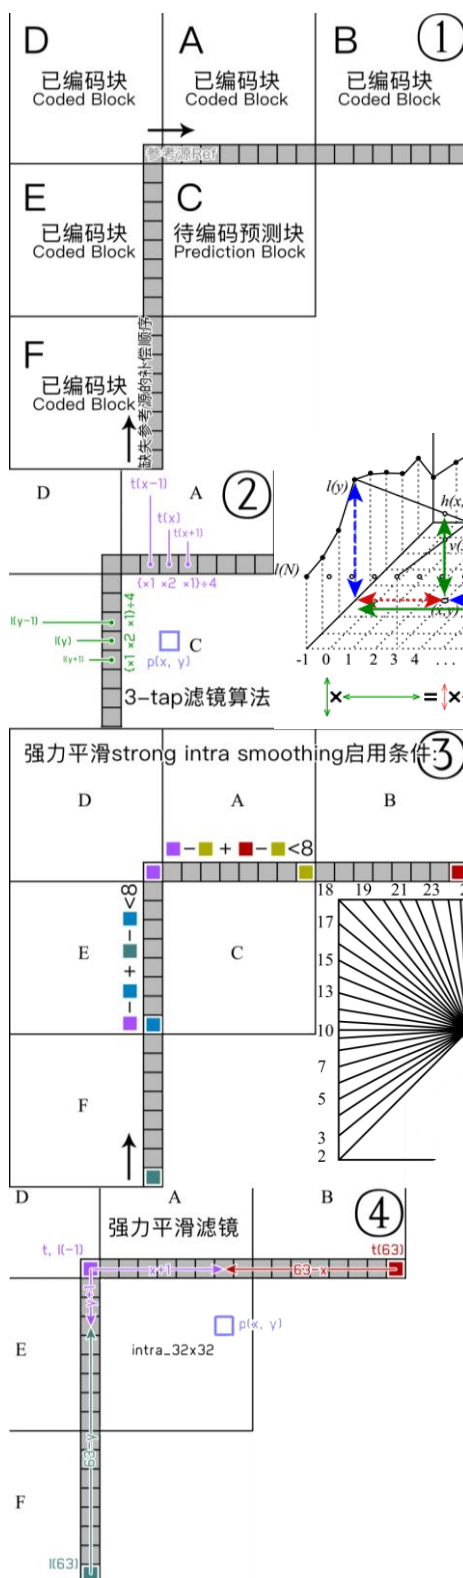 D
A
B
①
已编码块
Coded Block
已编码块
Coded Block
已编码块
Coded Block
参考源Ref
E
C
已编码块
Coded Block
待编码预测块
Prediction Block
F
已编码块
Coded Block
缺失参考源的补偿顺序
D
A
②
t(x-1)
t(x)
t(x+1)
{×1 ×2 ×1}÷4
l(y-1)
l(y)
l(y+1)
{×1 ×2 ×1}÷4
C
p(x, y)
3-tap滤镜算法
l(y)
l(N)
(x,y)
-1 0 1 2 3 4 ...
× =
×
强力平滑strong intra smoothing启用条件:
③
D
A
B
- + - <8
18 19 21 23
17
15
13
10
7
5
3
2
- + - <8
E
C
F
D
A
B
④
强力平滑滤镜
t, l(-1)
t(63)
x+1
63-x
y+1
p(x, y)
E
intra_32x32
63-y
F
l(63)